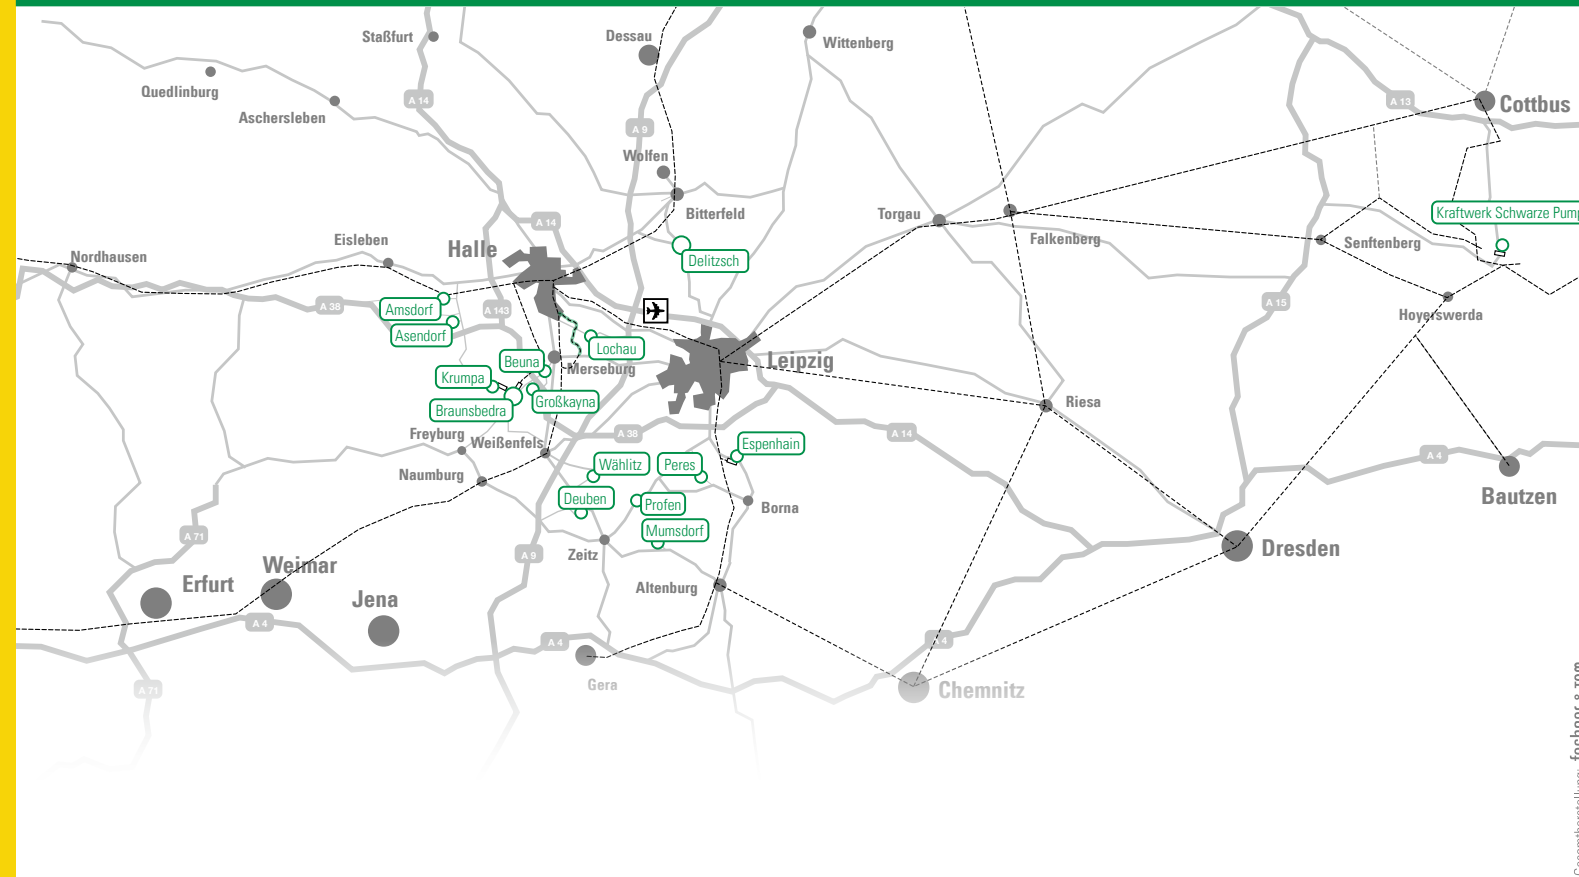 Staßfurt
Dessau
Wittenberg
Quedlinburg
Aschersleben
A 14
A 9
A 13
Cottbus
Wolfen
Bitterfeld
A 14
Torgau
Falkenberg
Kraftwerk Schwarze Pump
Senftenberg
Eisleben
Halle
Nordhausen
Delitzsch
Amsdorf
A 38
A 143
Asendorf
A 15
Hoyerswerda
Lochau
Beuna
Merseburg
Leipzig
Krumpa
Großkayna
Braunsbedra
Riesa
Freyburg
Weißenfels
A 38
A 14
Espenhain
A 4
Naumburg
Wählitz
Peres
Bautzen
Deuben
Profen
Borna
Mumsdorf
A 71
Zeitz
A 9
Dresden
Weimar
Erfurt
Jena
Altenburg
A 4
A 4
A 4
Gera
A 71
Chemnitz